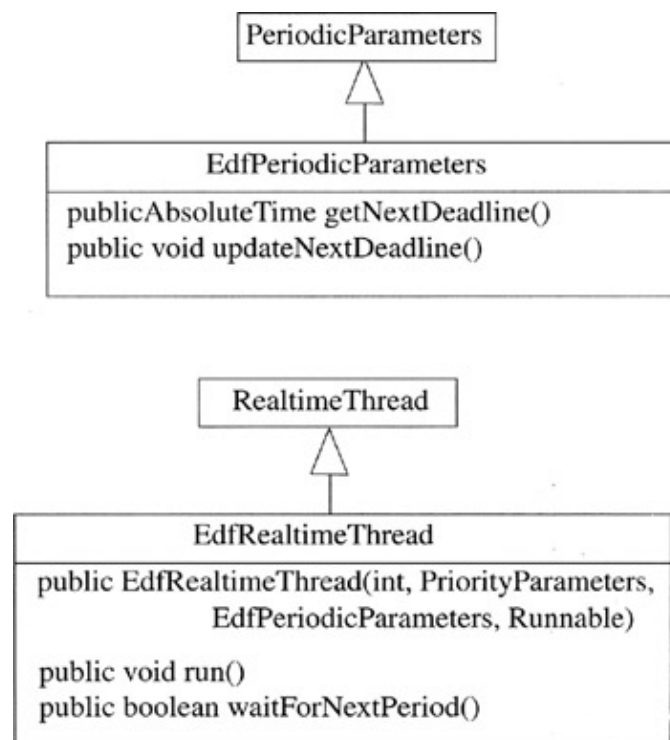 PeriodicParameters
EdfPeriodicParameters
publicAbsoluteTime getNextDeadline()
public void updateNextDeadline()
RealtimeThread
EdfRealtimeThread
public EdfRealtimeThread(int, PriorityParameters,
EdfPeriodicParameters, Runnable)
public void run()
public boolean waitForNextPeriod()